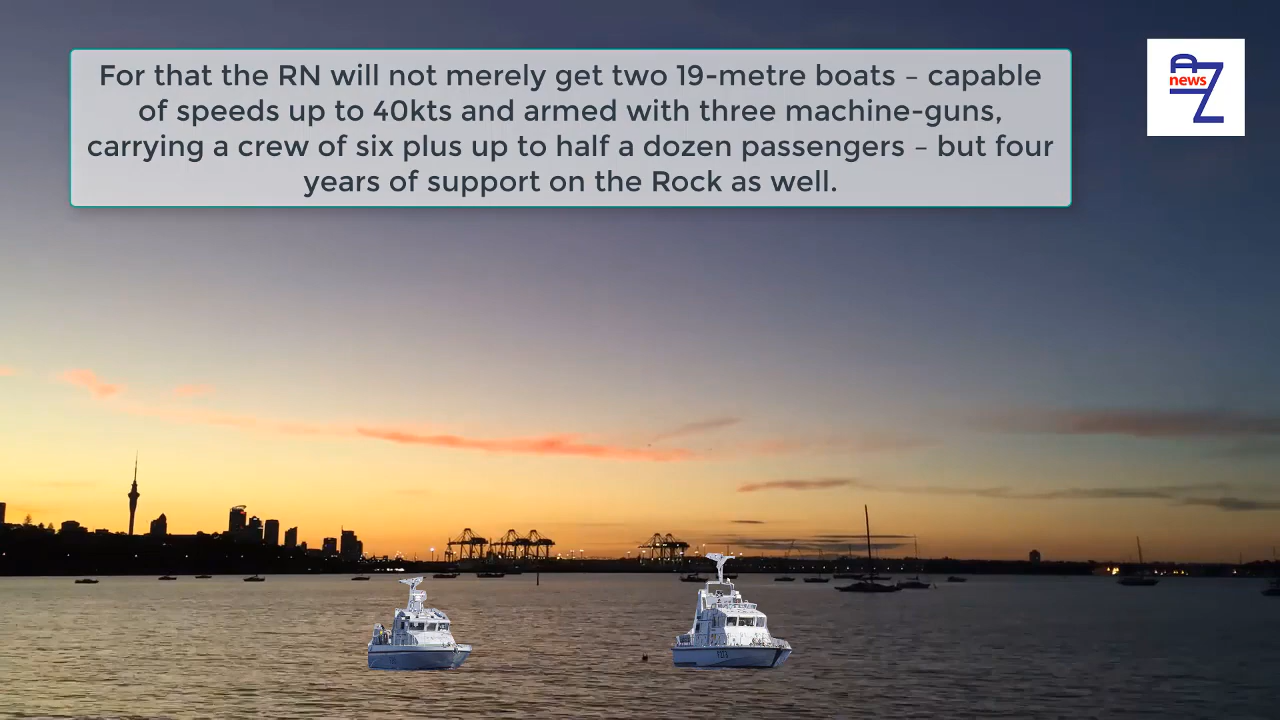 For that the RN will not merely get two 19-metre boats – capable
of speeds up to 40kts and armed with three machine-guns,
carrying a crew of six plus up to half a dozen passengers – but four
years of support on the Rock as well.
A
news
Z